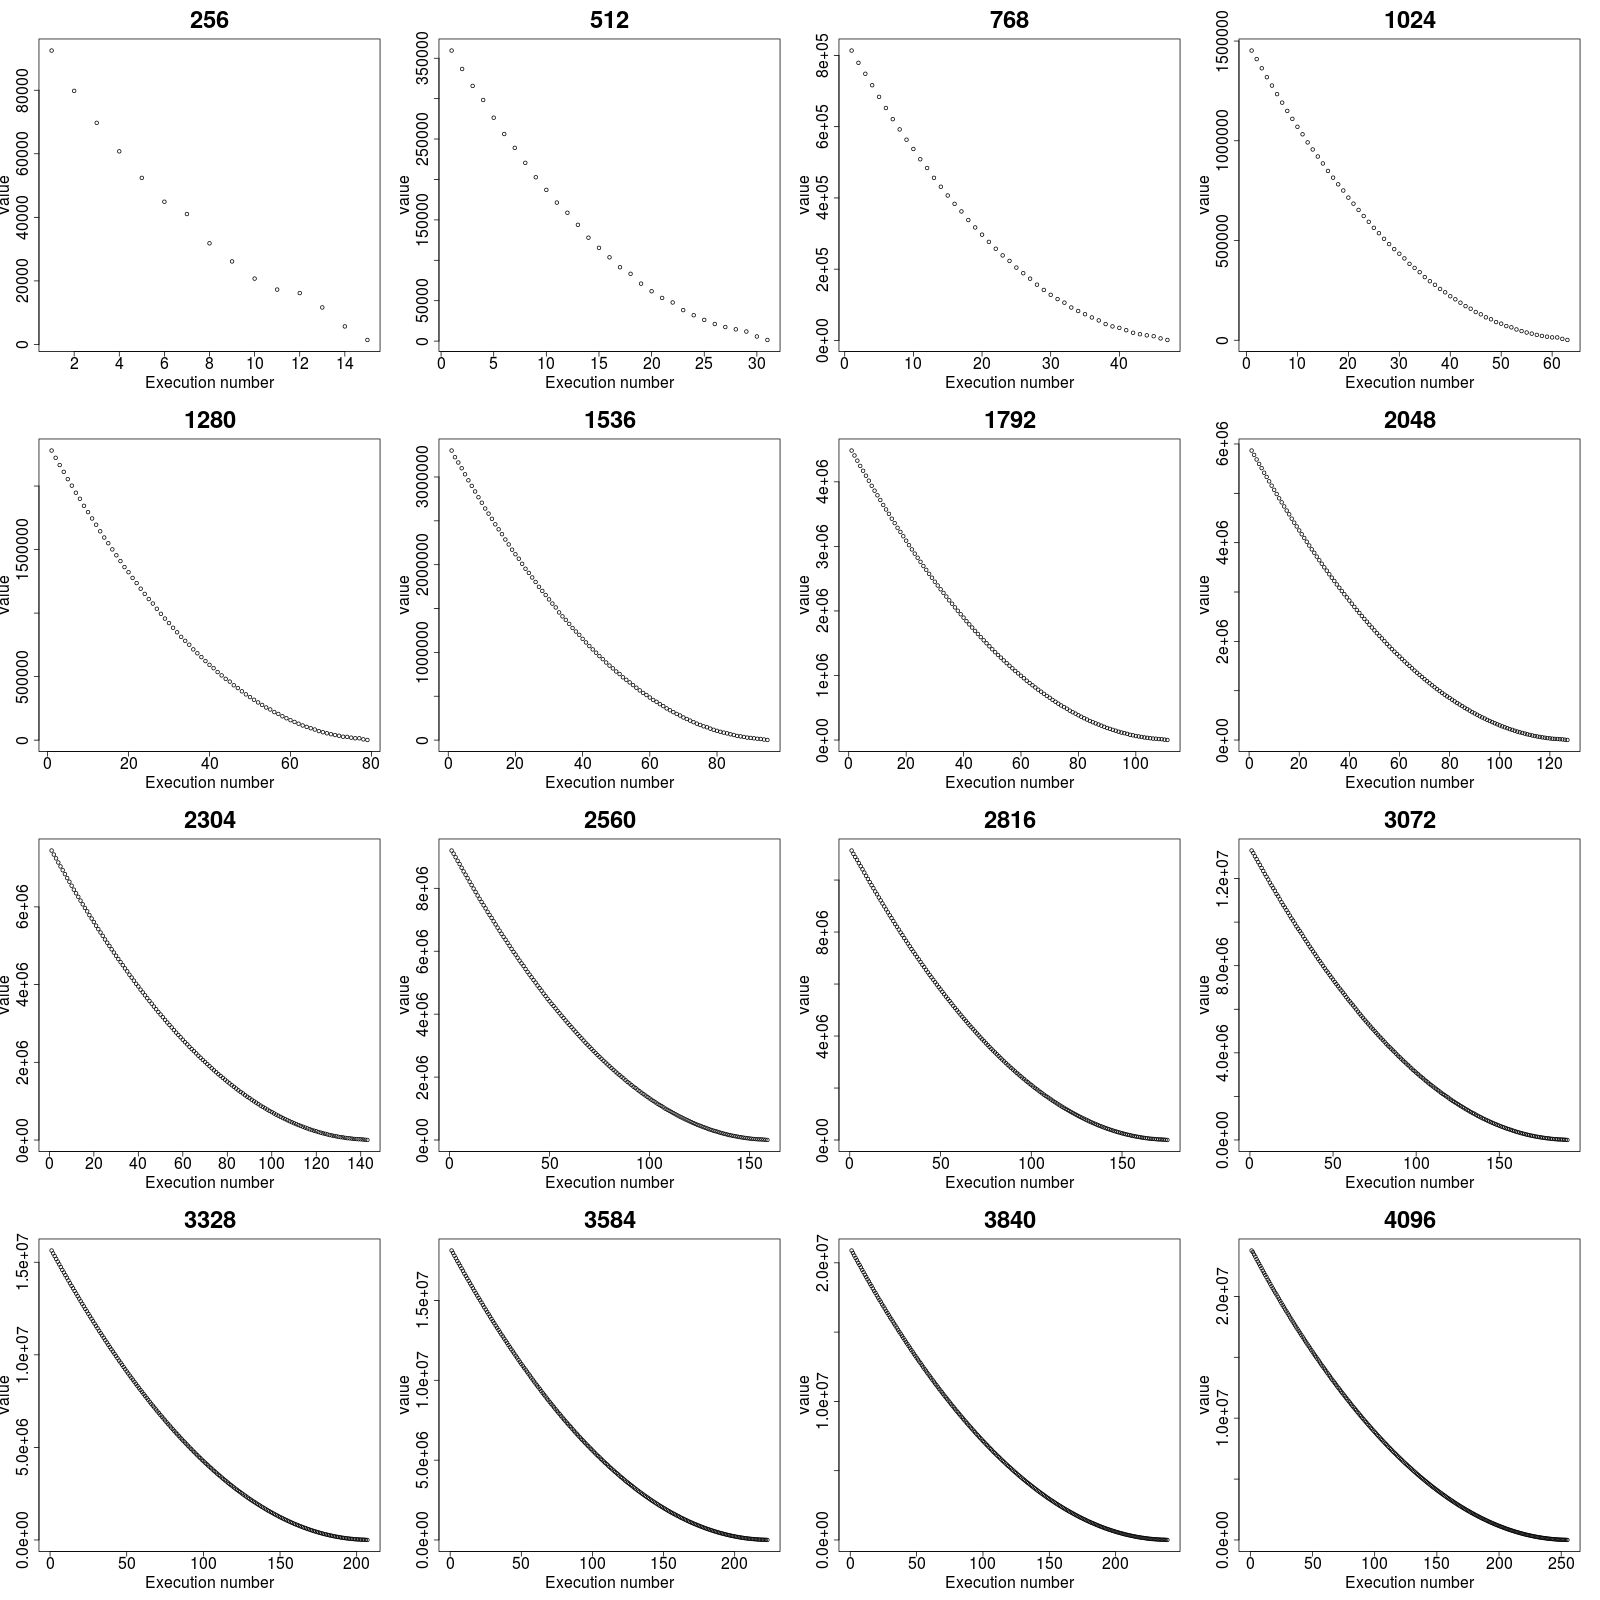 256
value
80000
60000
40000
20000
0
2 4 6 8 10 12 14
Execution number
512
value
350000
250000
150000
50000
0
0 5 10 15 20 25 30
Execution number
768
value
8e+05
6e+05
4e+05
2e+05
0e+00
0 10 20 30 40
Execution number
1024
value
1500000
1000000
500000
0
0 10 20 30 40 50 60
Execution number
1280
value
1500000
500000
0
0 20 40 60 80
Execution number
1536
value
3000000
2000000
1000000
0
0 20 40 60 80
Execution number
1792
value
4e+06
3e+06
2e+06
1e+06
0e+00
0 20 40 60 80 100
Execution number
2048
value
6e+06
4e+06
2e+06
0e+00
0 20 40 60 80 100 120
Execution number
2304
value
6e+06
4e+06
2e+06
0e+00
0 20 40 60 80 100 120 140
Execution number
2560
value
8e+06
6e+06
4e+06
2e+06
0e+00
0 50 100 150
Execution number
2816
value
8e+06
4e+06
0e+00
0 50 100 150
Execution number
3072
value
1.2e+07
8.0e+06
4.0e+06
0.0e+00
0 50 100 150
Execution number
3328
value
1.5e+07
1.0e+07
5.0e+06
0.0e+00
0 50 100 150 200
Execution number
3584
value
1.5e+07
1.0e+07
5.0e+06
0.0e+00
0 50 100 150 200
Execution number
3840
value
2.0e+07
1.0e+07
0.0e+00
0 50 100 150 200
Execution number
4096
value
2.0e+07
1.0e+07
0.0e+00
0 50 100 150 200 250
Execution number